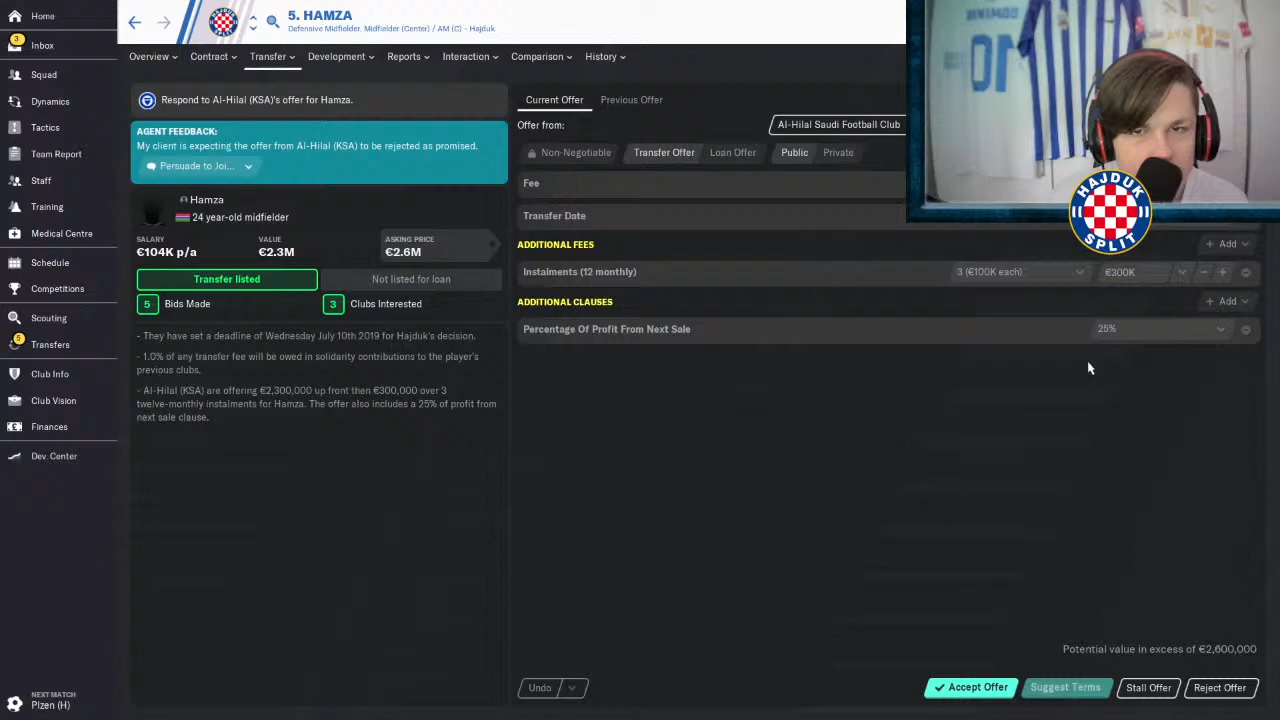 Home
3
Inbox
Squad
Dynamics
Tactics
Team Report
Staff
Training
Medical Centre
Schedule
Competitions
Scouting
5
Transfers
Club Info
Club Vision
Finances
Dev. Center
NEXT MATCH
Plzen (H)
5. HAMZA
Defensive Midfielder, Midfielder (Center) / AM (C) - Hajduk
Overview
Contract
Transfer
Development
Reports
Interaction
Comparison
History
Respond to Al-Hilal (KSA)'s offer for Hamza.
AGENT FEEDBACK:
My client is expecting the offer from Al-Hilal (KSA) to be rejected as promised.
Persuade to Joi...
Hamza
24 year-old midfielder
SALARY
€104K p/a
VALUE
€2.3M
ASKING PRICE
€2.6M
Transfer listed
Not listed for loan
5 Bids Made
3 Clubs Interested
- They have set a deadline of Wednesday July 10th 2019 for Hajduk's decision.
- 1.0% of any transfer fee will be owed in solidarity contributions to the player's
previous clubs.
- Al-Hilal (KSA) are offering €2,300,000 up front then €300,000 over 3
twelve-monthly instalments for Hamza. The offer also includes a 25% of profit from
next sale clause.
Current Offer
Previous Offer
Offer from:
Al-Hilal Saudi Football Club
Non-Negotiable
Transfer Offer
Loan Offer
Public
Private
Fee
Transfer Date
ADDITIONAL FEES
+ Add
Instalments (12 monthly)
3 (€100K each)
€300K
ADDITIONAL CLAUSES
+ Add
Percentage Of Profit From Next Sale
25%
Potential value in excess of €2,600,000
Undo
Accept Offer
Suggest Terms
Stall Offer
Reject Offer
10
HAJDUK
SPLIT